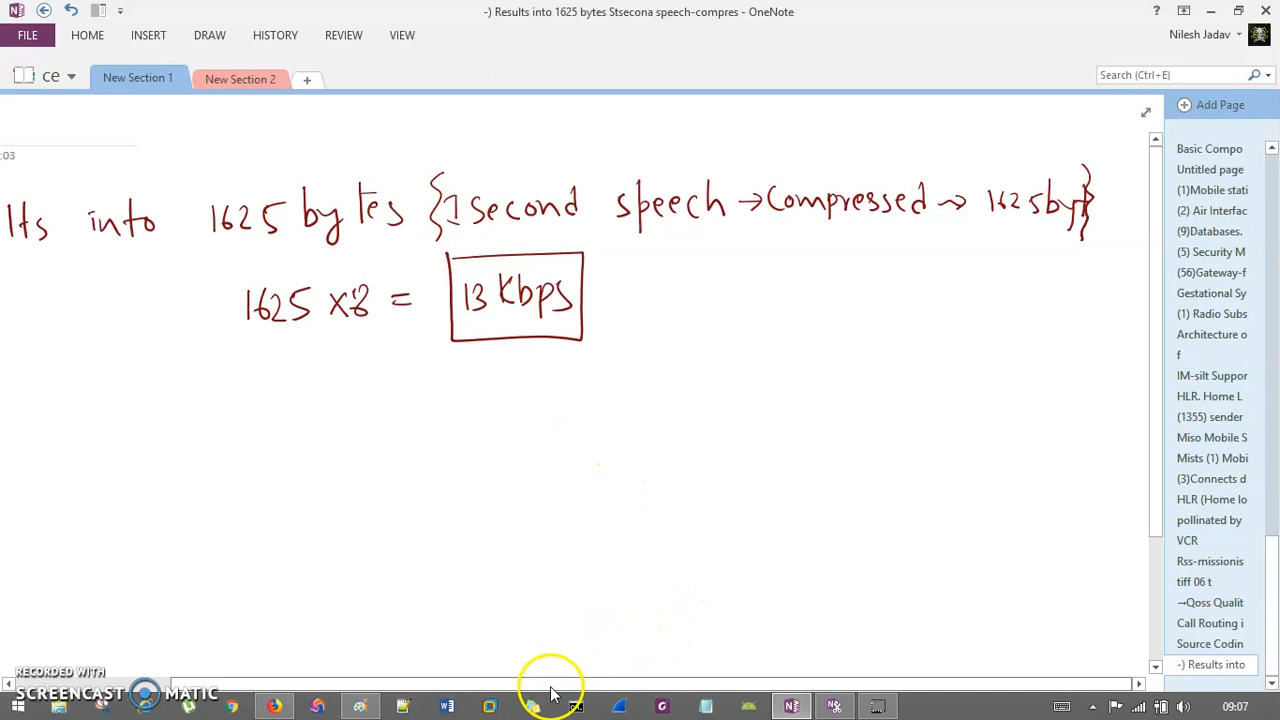 -) Results into 1625 bytes Stsecona speech-compres - OneNote
FILE HOME INSERT DRAW HISTORY REVIEW VIEW
Nilesh Jadav
ce New Section 1 New Section 2 +
Search (Ctrl+E)
Add Page
:03
lts into 1625 bytes {1 second speech → Compressed → 1625byt}
1625 x 8 = 13 Kbps
Basic Compo
Untitled page
(1)Mobile stati
(2) Air Interfac
(9)Databases.
(5) Security M
(56)Gateway-f
Gestational Sy
(1) Radio Subs
Architecture o
f
IM-silt Suppor
HLR. Home L
(1355) sender
Miso Mobile S
Mists (1) Mobi
(3)Connects d
HLR (Home lo
pollinated by
VCR
Rss-missionis
tiff 06 t
→Qoss Qualit
Call Routing i
Source Codin
-) Results into
RECORDED WITH
SCREENCAST MATIC
09:07